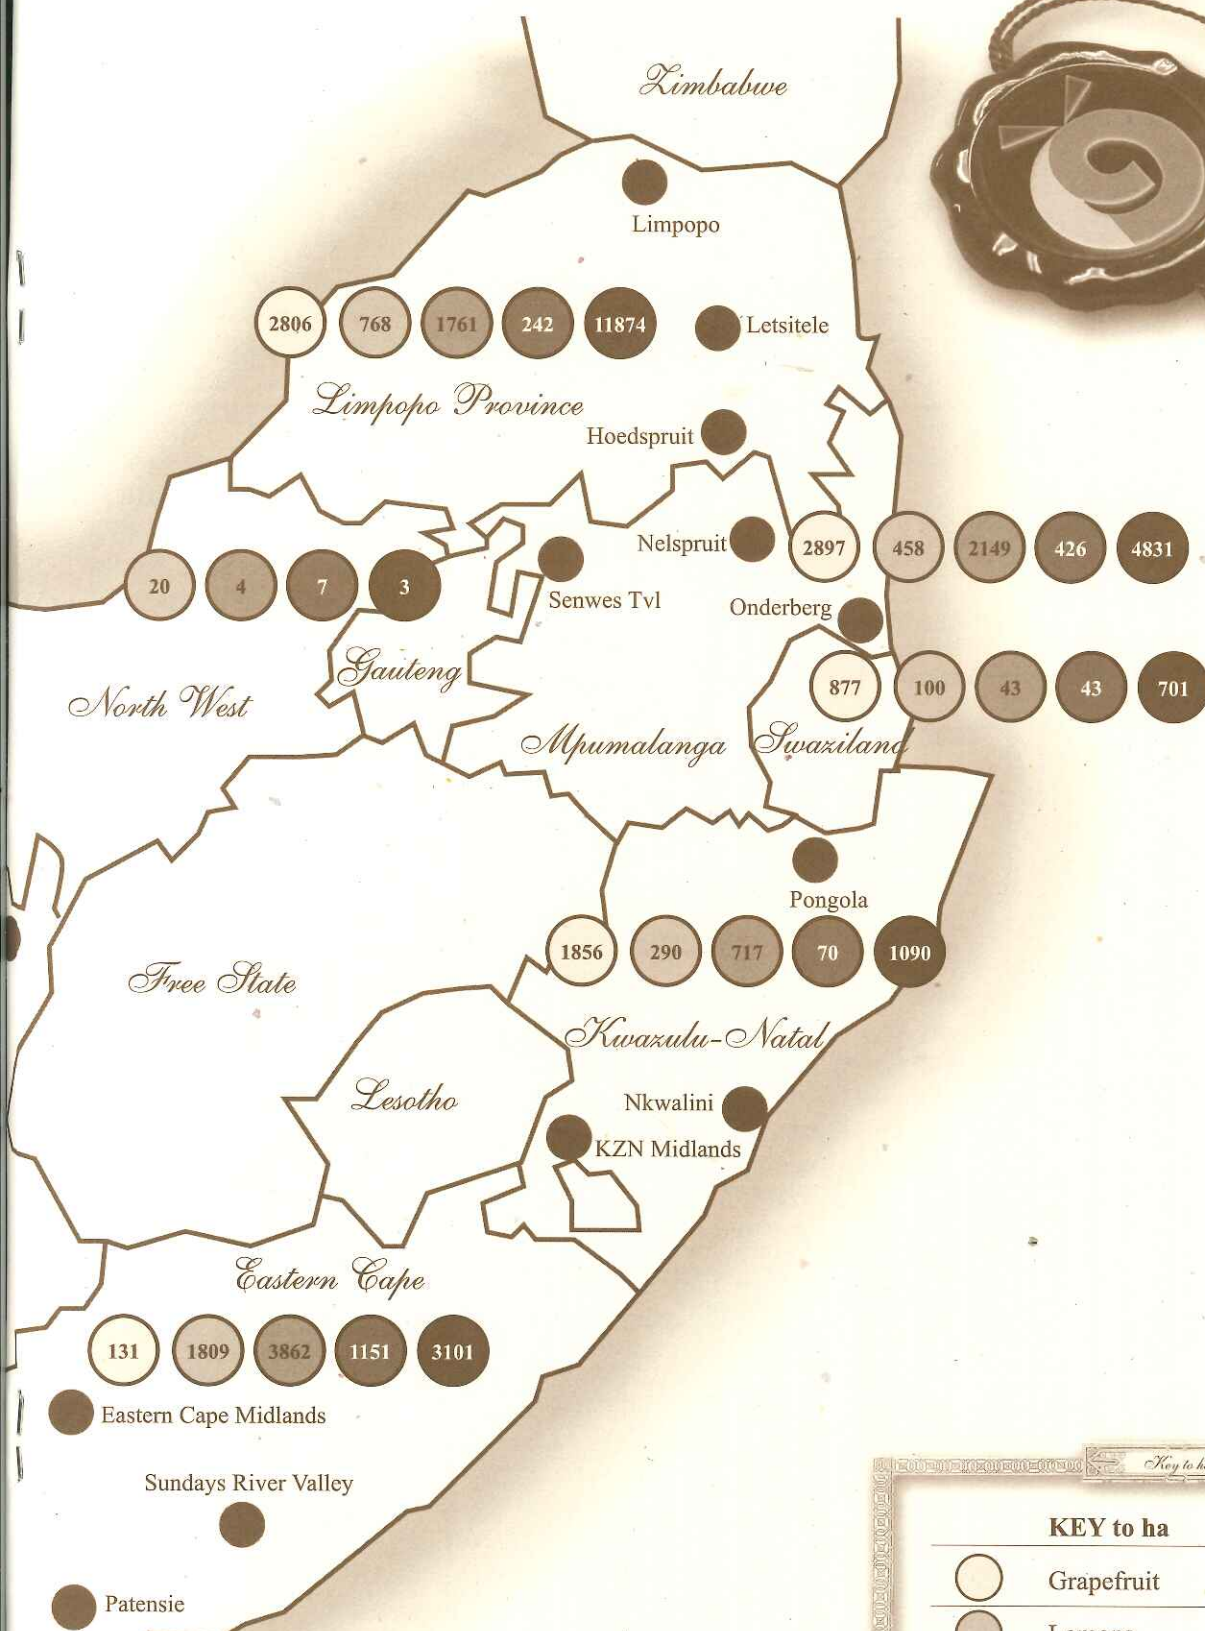 Zimbabwe
Limpopo
2806 768 1761 242 11874
Letsitele
Limpopo Province
Hoedspruit
Nelspruit
2897 458 2149 426 4831
20 4 7 3
Senwes Tvl
Onderberg
Gauteng
877 100 43 43 701
North West
Mpumalanga
Swaziland
Pongola
1856 290 717 70 1090
Free State
Kwazulu-Natal
Lesotho
Nkwalini
KZN Midlands
Eastern Cape
131 1809 3862 1151 3101
Eastern Cape Midlands
Sundays River Valley
Patensie
Key to h
KEY to ha
Grapefruit